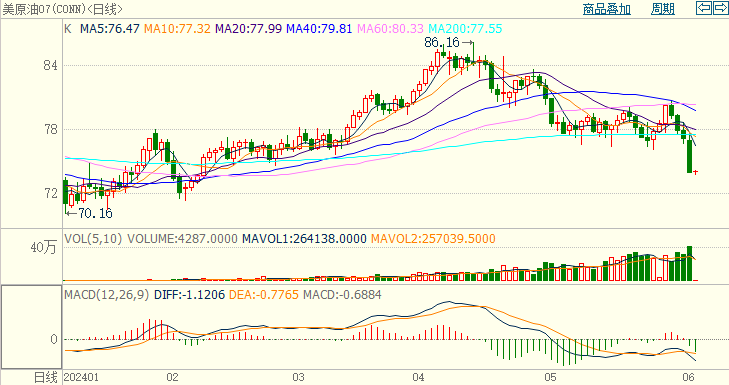 美原油07(CONN)<日线> 商品叠加 周期
K MA5:76.47 MA10:77.32 MA20:77.99 MA40:79.81 MA60:80.33 MA200:77.55
86.16
84
78
72
70.16
VOL(5,10) VOLUME:4287.0000 MAVOL1:264138.0000 MAVOL2:257039.5000
40万
MACD(12,26,9) DIFF:-1.1206 DEA:-0.7765 MACD:-0.6884
0
日线 202401 02 03 04 05 06